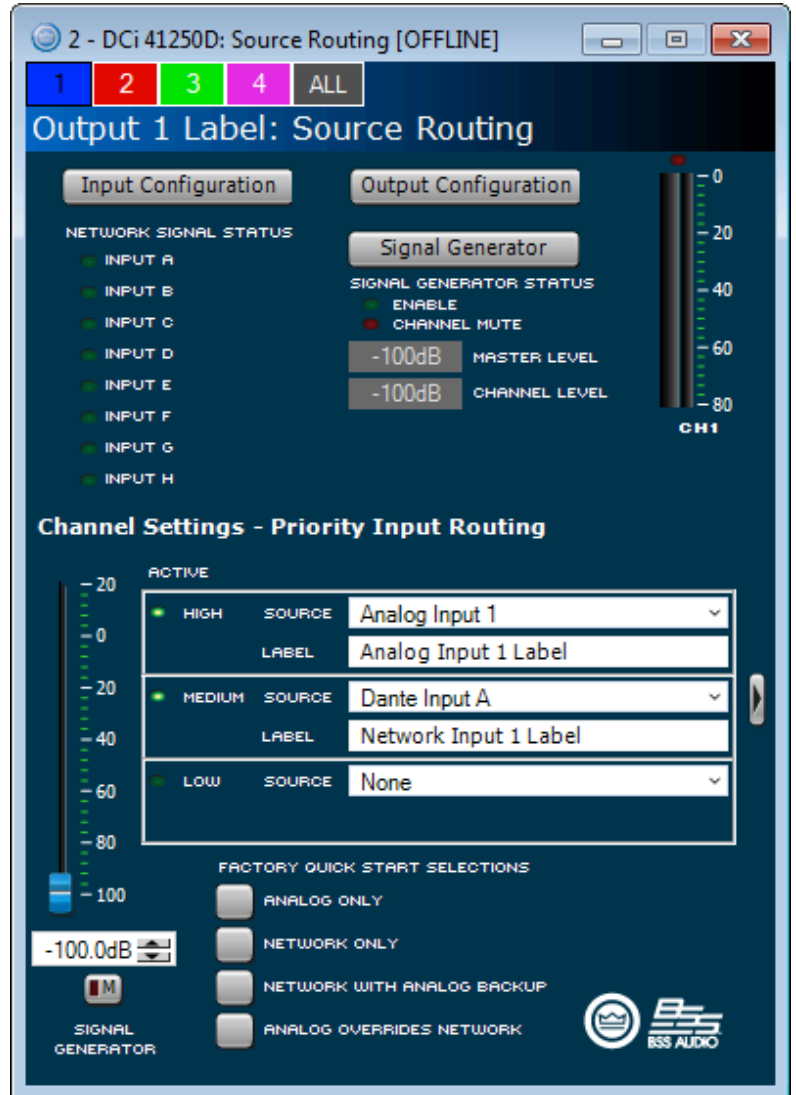 2 - DCi 41250D: Source Routing [OFFLINE]
1 2 3 4 ALL
Output 1 Label: Source Routing
Input Configuration
Output Configuration
NETWORK SIGNAL STATUS
INPUT A
INPUT B
INPUT C
INPUT D
INPUT E
INPUT F
INPUT G
INPUT H
Signal Generator
SIGNAL GENERATOR STATUS
ENABLE
CHANNEL MUTE
-100dB MASTER LEVEL
-100dB CHANNEL LEVEL
0
20
40
60
80
CH1
Channel Settings - Priority Input Routing
20
0
20
40
60
80
100
-100.0dB
M
SIGNAL
GENERATOR
ACTIVE
HIGH SOURCE Analog Input 1
LABEL Analog Input 1 Label
MEDIUM SOURCE Dante Input A
LABEL Network Input 1 Label
LOW SOURCE None
FACTORY QUICK START SELECTIONS
ANALOG ONLY
NETWORK ONLY
NETWORK WITH ANALOG BACKUP
ANALOG OVERRIDES NETWORK
BSS
BSS AUDIO